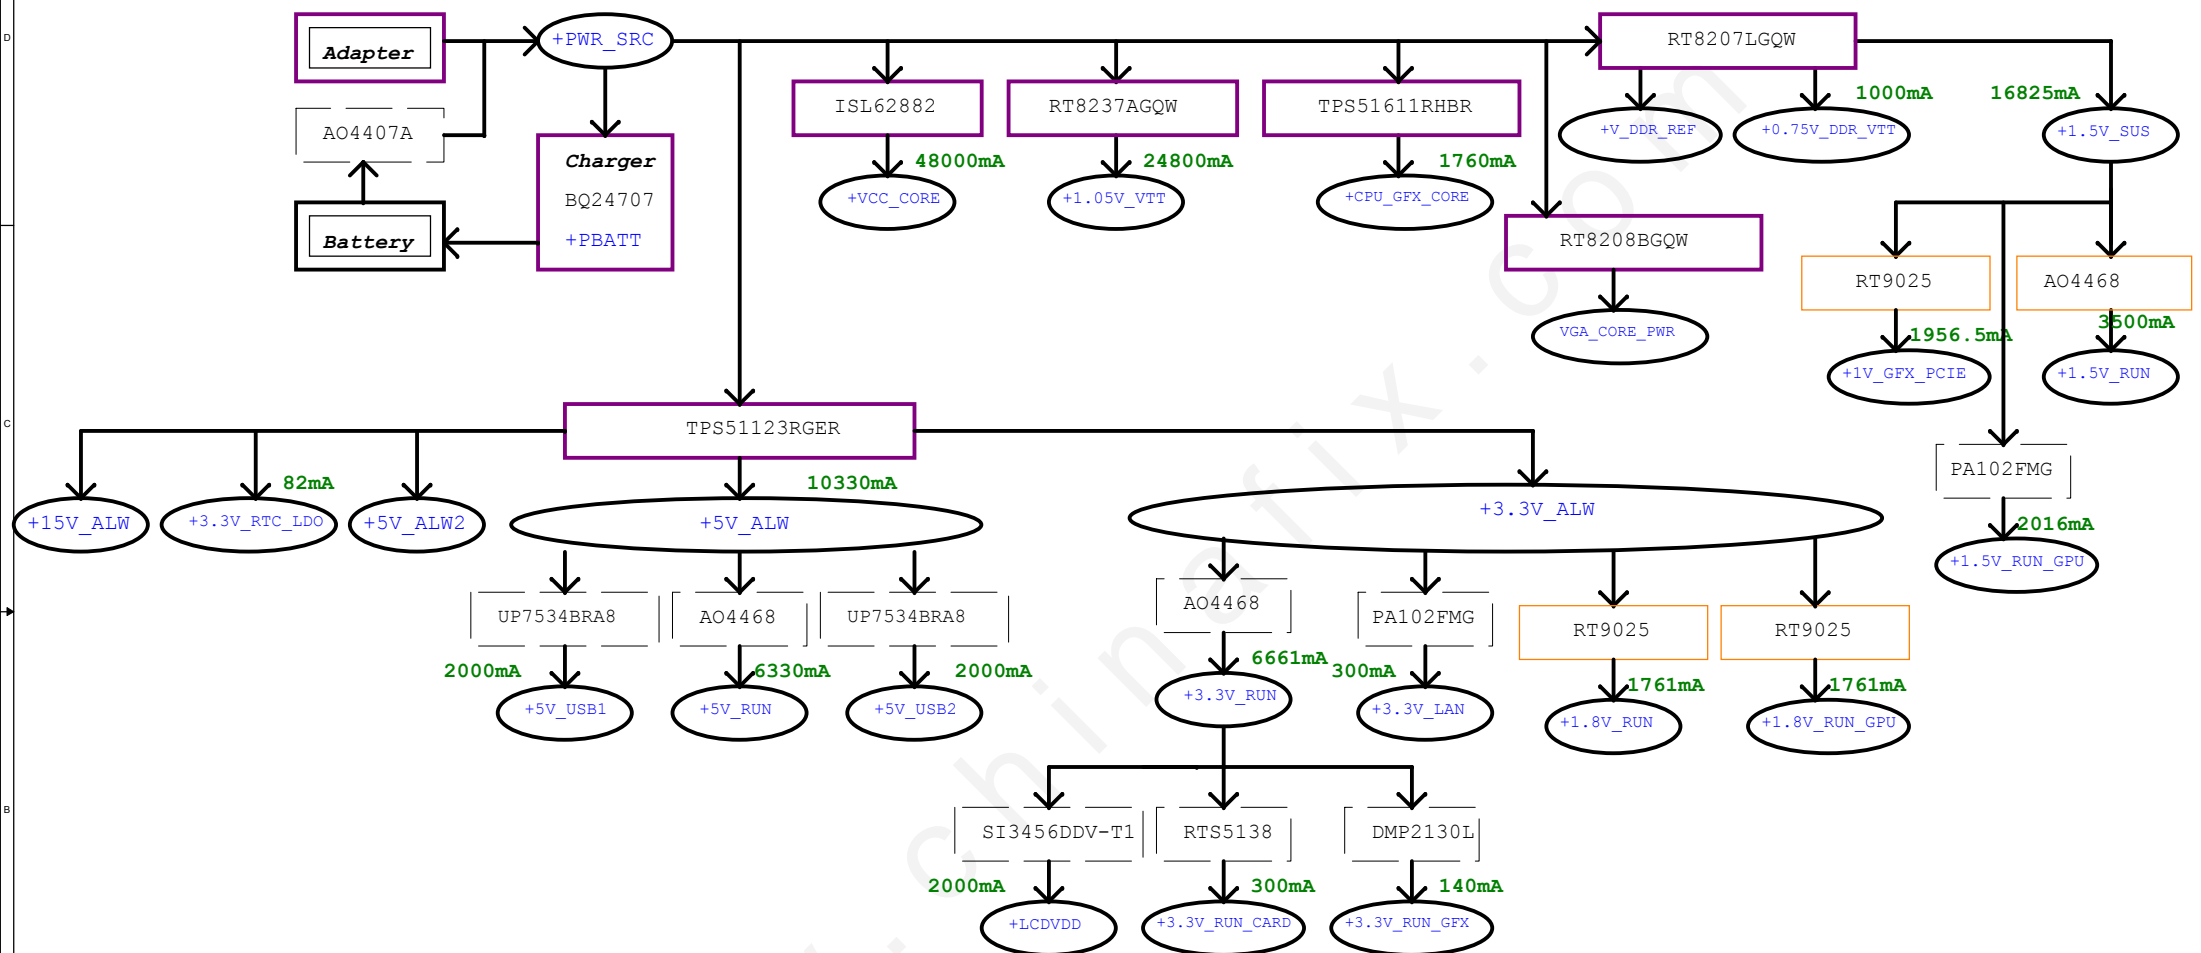 D
Adapter
+PWR_SRC
RT8207LGQW
AO4407A
ISL62882
RT8237AGQW
TPS51611RHBR
1000mA
16825mA
+V_DDR_REF
+0.75V_DDR_VTT
+1.5V_SUS
Charger
BQ24707
+PBATT
48000mA
24800mA
1760mA
+VCC_CORE
+1.05V_VTT
+CPU_GFX_CORE
Battery
RT8208BGQW
RT9025
AO4468
VGA_CORE_PWR
1956.5mA
3500mA
+1V_GFX_PCIE
+1.5V_RUN
C
TPS51123RGER
PA102FMG
82mA
10330mA
+15V_ALW
+3.3V_RTC_LDO
+5V_ALW2
+5V_ALW
+3.3V_ALW
2016mA
+1.5V_RUN_GPU
UP7534BRA8
AO4468
UP7534BRA8
AO4468
PA102FMG
RT9025
RT9025
2000mA
6330mA
2000mA
6661mA
300mA
1761mA
1761mA
+5V_USB1
+5V_RUN
+5V_USB2
+3.3V_RUN
+3.3V_LAN
+1.8V_RUN
+1.8V_RUN_GPU
B
SI3456DDV-T1
RTS5138
DMP2130L
2000mA
300mA
140mA
+LCDVDD
+3.3V_RUN_CARD
+3.3V_RUN_GFX
.chinafix.com